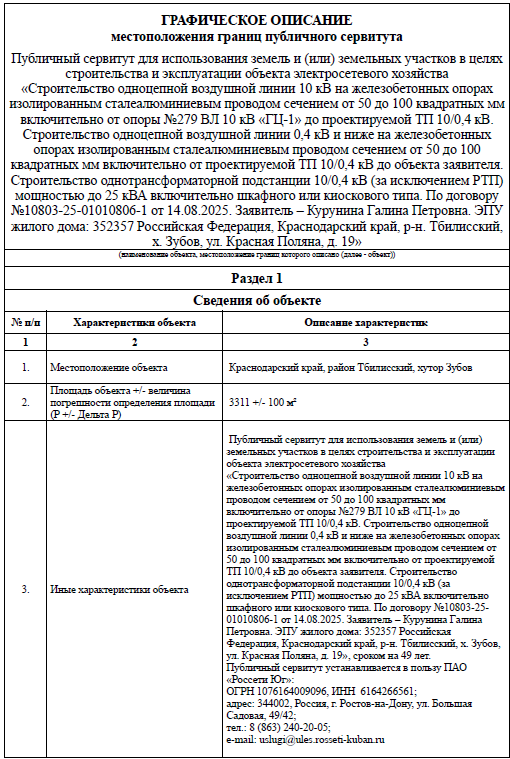 ГРАФИЧЕСКОЕ ОПИСАНИЕ
местоположения границ публичного сервитута
Публичный сервитут для использования земель и (или) земельных участков в целях
строительства и эксплуатации объекта электросетевого хозяйства
«Строительство одноцепной воздушной линии 10 кВ на железобетонных опорах
изолированным сталеалюминиевым проводом сечением от 50 до 100 квадратных мм
включительно от опоры №279 ВЛ 10 кВ «ГЦ-1» до проектируемой ТП 10/0,4 кВ.
Строительство одноцепной воздушной линии 0,4 кВ и ниже на железобетонных
опорах изолированным сталеалюминиевым проводом сечением от 50 до 100
квадратных мм включительно от проектируемой ТП 10/0,4 кВ до объекта заявителя.
Строительство однотрансформаторной подстанции 10/0,4 кВ (за исключением РТП)
мощностью до 25 кВА включительно шкафного или киоскового типа. По договору
№10803-25-01010806-1 от 14.08.2025. Заявитель – Курунина Галина Петровна. ЭПУ
жилого дома: 352357 Российская Федерация, Краснодарский край, р-н. Тбилисский,
х. Зубов, ул. Красная Поляна, д. 19»
(наименование объекта, местоположение границ которого описано (далее - объект))
Раздел 1
Сведения об объекте
№ п/п Характеристики объекта Описание характеристик
1 2 3
1. Местоположение объекта Краснодарский край, район Тбилисский, хутор Зубов
2. Площадь объекта +/- величина
погрешности определения площади
(Р +/- Дельта Р)
3311 +/- 100 м²
3. Иные характеристики объекта
Публичный сервитут для использования земель и (или)
земельных участков в целях строительства и эксплуатации
объекта электросетевого хозяйства
«Строительство одноцепной воздушной линии 10 кВ на
железобетонных опорах изолированным сталеалюминиевым
проводом сечением от 50 до 100 квадратных мм
включительно от опоры №279 ВЛ 10 кВ «ГЦ-1» до
проектируемой ТП 10/0,4 кВ. Строительство одноцепной
воздушной линии 0,4 кВ и ниже на железобетонных опорах
изолированным сталеалюминиевым проводом сечением от
50 до 100 квадратных мм включительно от проектируемой
ТП 10/0,4 кВ до объекта заявителя. Строительство
однотрансформаторной подстанции 10/0,4 кВ (за
исключением РТП) мощностью до 25 кВА включительно
шкафного или киоскового типа. По договору №10803-25-
01010806-1 от 14.08.2025. Заявитель – Курунина Галина
Петровна. ЭПУ жилого дома: 352357 Российская
Федерация, Краснодарский край, р-н. Тбилисский, х. Зубов,
ул. Красная Поляна, д. 19», сроком на 49 лет.
Публичный сервитут устанавливается в пользу ПАО
«Россети Юг»:
ОГРН 1076164009096, ИНН 6164266561;
адрес: 344002, Россия, г. Ростов-на-Дону, ул. Большая
Садовая, 49/42;
тел.: 8 (863) 240-20-05;
e-mail: uslugi@ules.rosseti-kuban.ru